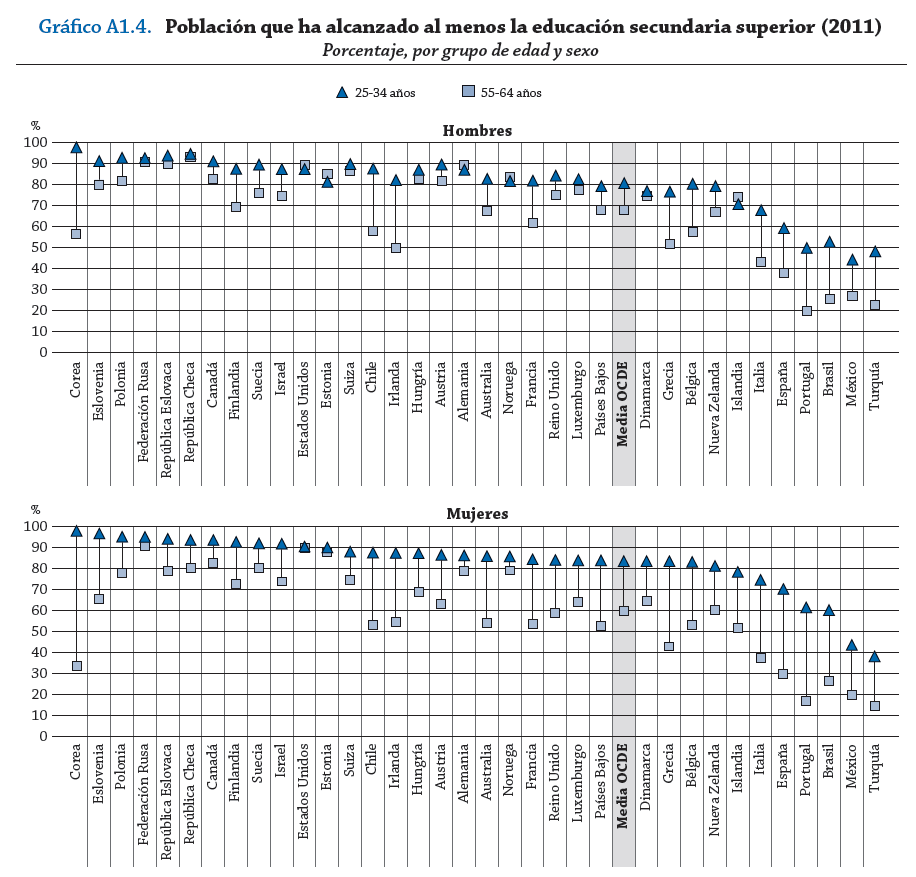 Gráfico A1.4. Población que ha alcanzado al menos la educación secundaria superior (2011)
Porcentaje, por grupo de edad y sexo
25-34 años 55-64 años
Hombres
%
100
90
80
70
60
50
40
30
20
10
0
Corea
Eslovenia
Polonia
Federación Rusa
República Eslovaca
República Checa
Canadá
Finlandia
Suecia
Israel
Estados Unidos
Estonia
Suiza
Chile
Irlanda
Hungría
Austria
Alemania
Australia
Noruega
Francia
Reino Unido
Luxemburgo
Países Bajos
Media OCDE
Dinamarca
Grecia
Bélgica
Nueva Zelanda
Islandia
Italia
España
Portugal
Brasil
México
Turquía
Mujeres
%
100
90
80
70
60
50
40
30
20
10
0
Corea
Eslovenia
Polonia
Federación Rusa
República Eslovaca
República Checa
Canadá
Finlandia
Suecia
Israel
Estados Unidos
Estonia
Suiza
Chile
Irlanda
Hungría
Austria
Alemania
Australia
Noruega
Francia
Reino Unido
Luxemburgo
Países Bajos
Media OCDE
Dinamarca
Grecia
Bélgica
Nueva Zelanda
Islandia
Italia
España
Portugal
Brasil
México
Turquía